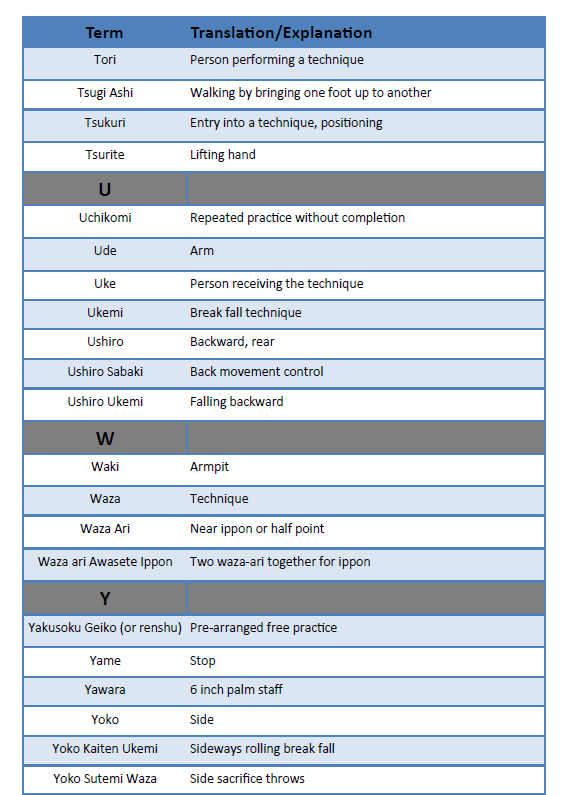 Term Translation/Explanation
Tori Person performing a technique
Tsugi Ashi Walking by bringing one foot up to another
Tsukuri Entry into a technique, positioning
Tsurite Lifting hand
U
Uchikomi Repeated practice without completion
Ude Arm
Uke Person receiving the technique
Ukemi Break fall technique
Ushiro Backward, rear
Ushiro Sabaki Back movement control
Ushiro Ukemi Falling backward
W
Waki Armpit
Waza Technique
Waza Ari Near ippon or half point
Waza ari Awasete Ippon Two waza-ari together for ippon
Y
Yakusoku Geiko (or renshu) Pre-arranged free practice
Yame Stop
Yawara 6 inch palm staff
Yoko Side
Yoko Kaiten Ukemi Sideways rolling break fall
Yoko Sutemi Waza Side sacrifice throws